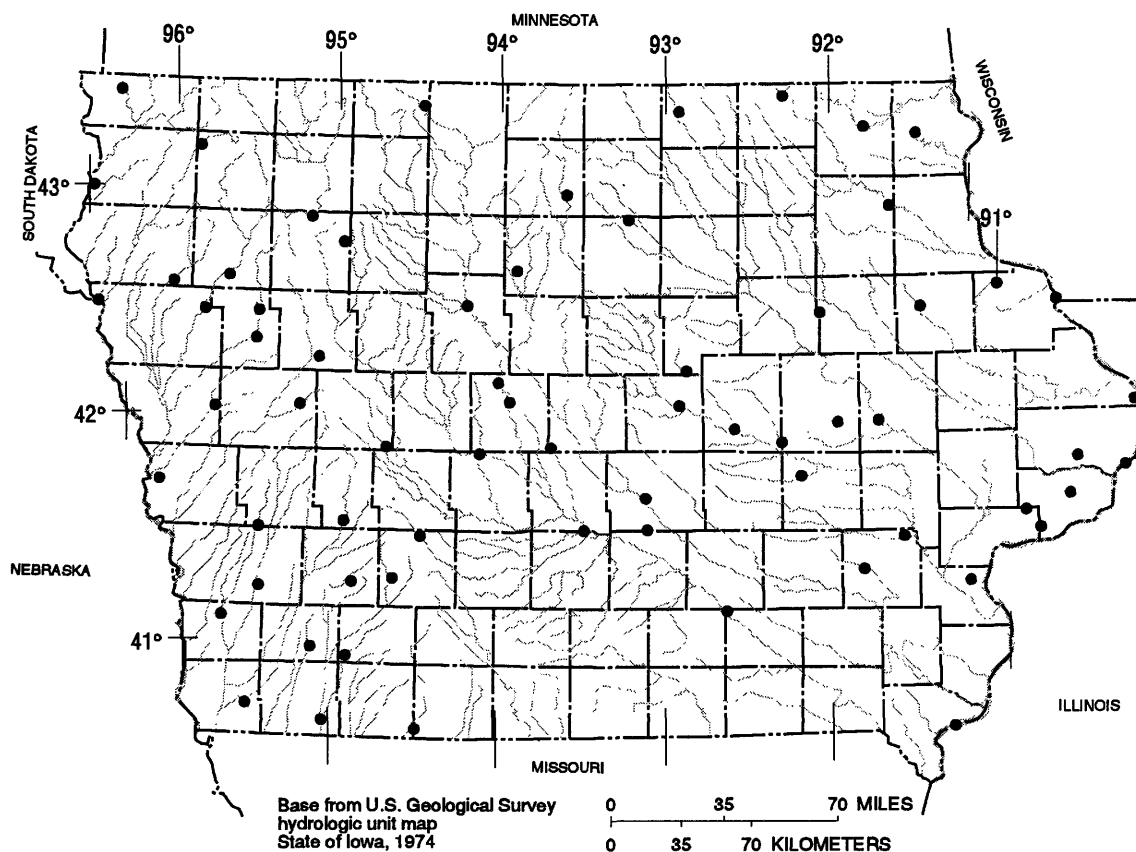 MINNESOTA
96°
95°
94°
93°
92°
WISCONSIN
SOUTH DAKOTA
43°
91°
42°
NEBRASKA
41°
ILLINOIS
MISSOURI
Base from U.S. Geological Survey
hydrologic unit map
State of Iowa, 1974
0 35 70 MILES
0 35 70 KILOMETERS